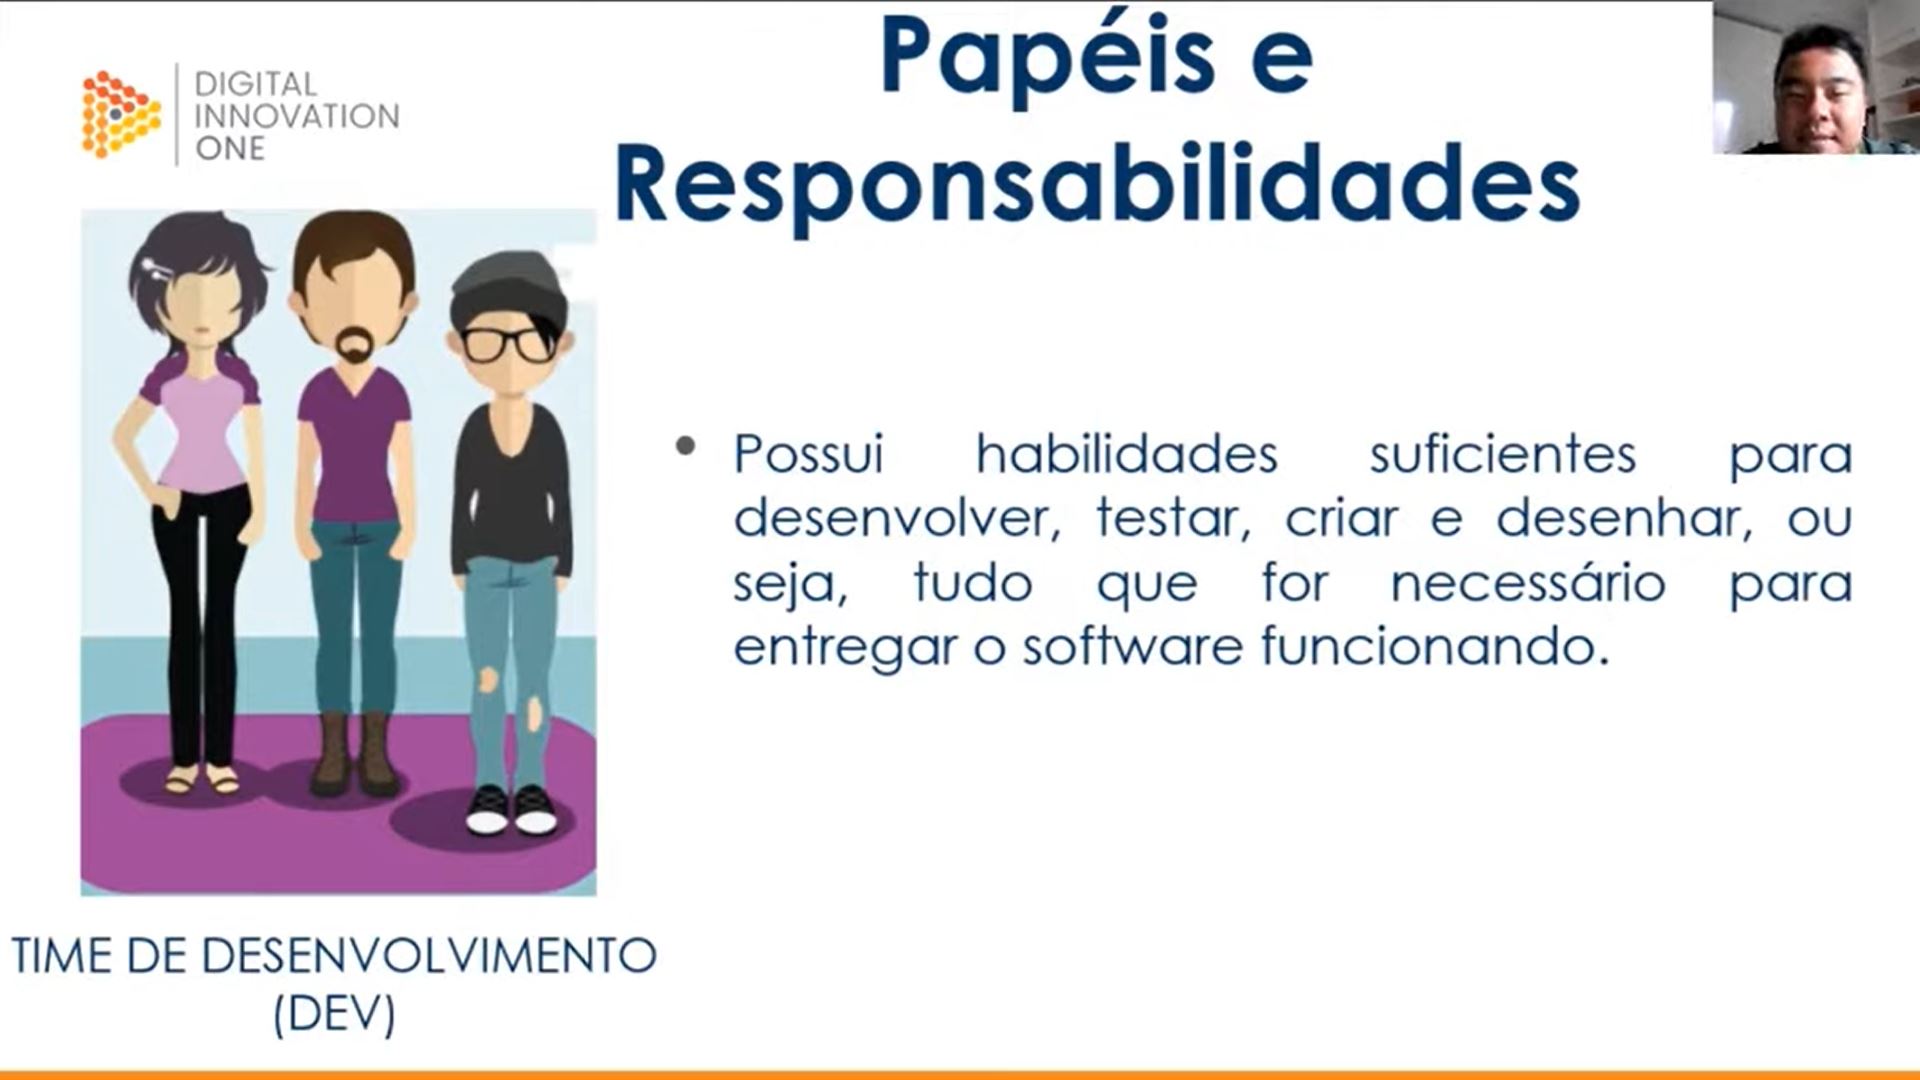 Papéis e
Responsabilidades
DIGITAL
INNOVATION
ONE
Possui habilidades suficientes para
desenvolver, testar, criar e desenhar, ou
seja, tudo que for necessário para
entregar o software funcionando.
TIME DE DESENVOLVIMENTO
(DEV)